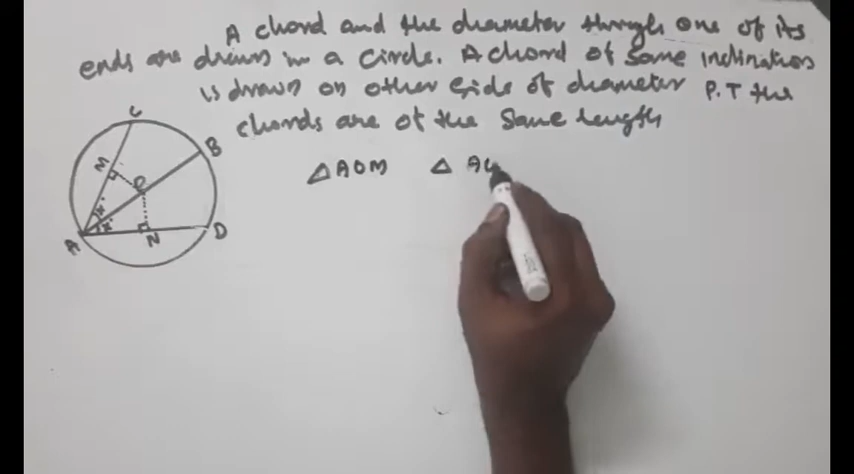 A chord and the diameter through one of its
ends are drawn in a circle. A chord of same inclination
is drawn on other side of diameter P.T the
chords are of the same length
C
B
M
O
x° x°
A
N
D
△AOM △ AO